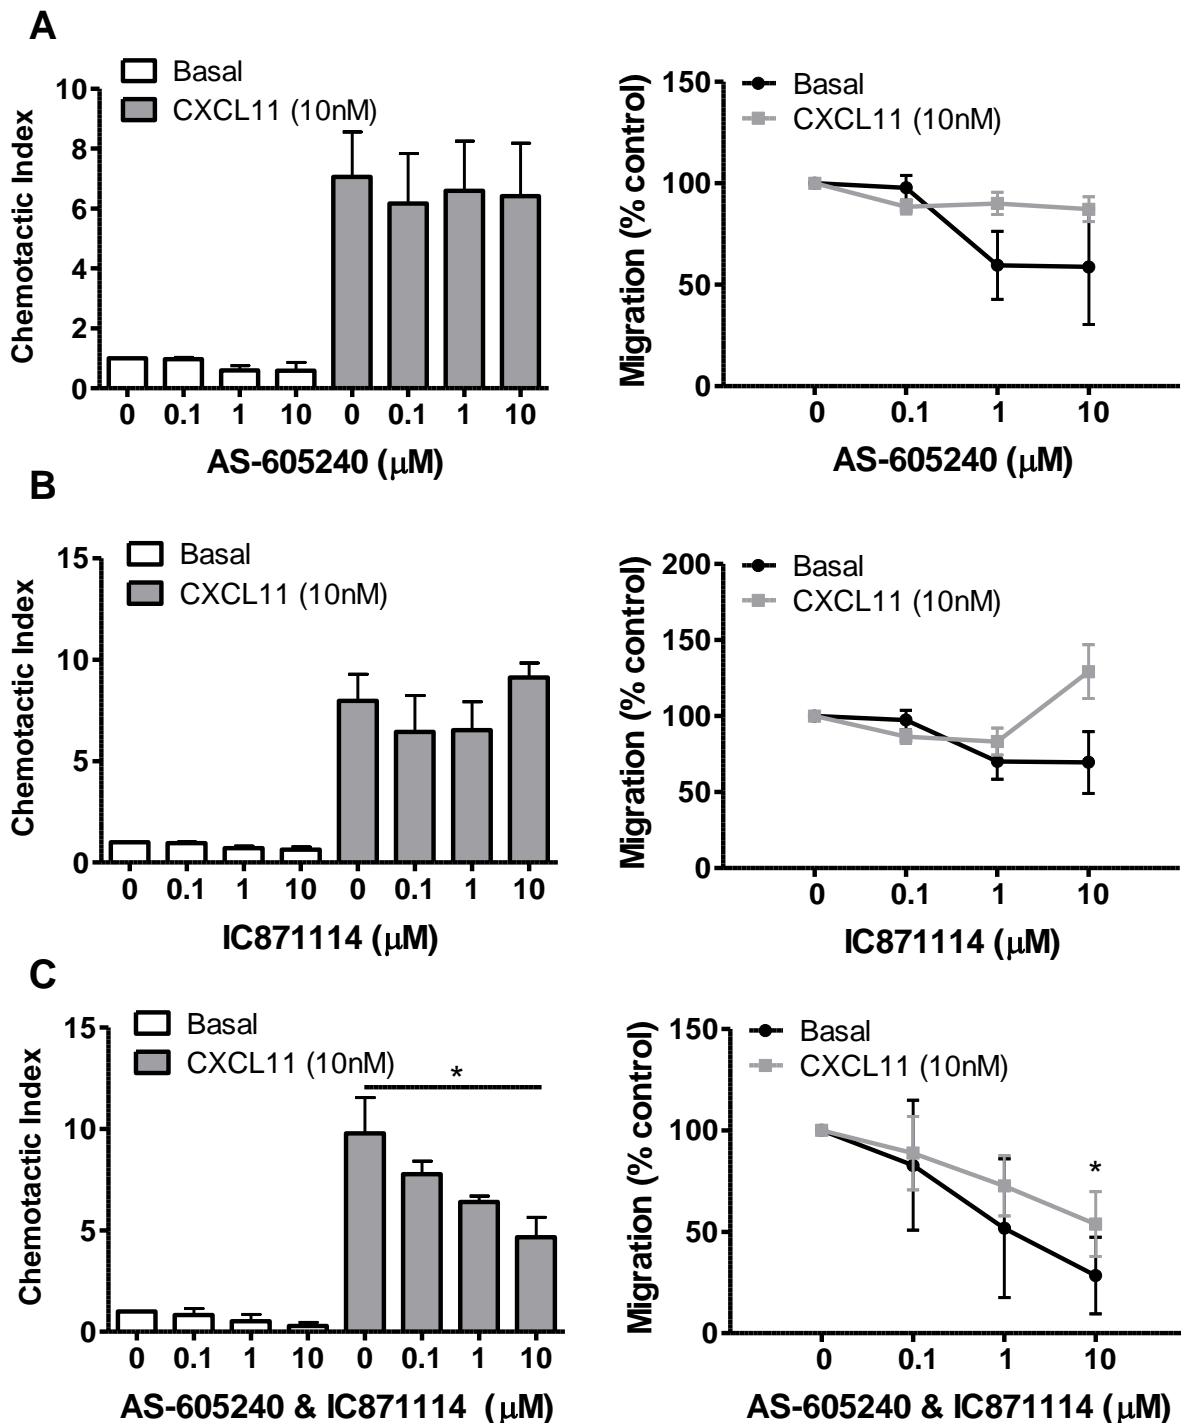 A
Basal
CXCL11 (10nM)
Chemotactic Index
10
8
6
4
2
0
0 0.1 1 10 0 0.1 1 10
AS-605240 (μM)
Basal
CXCL11 (10nM)
Migration (% control)
150
100
50
0
0 0.1 1 10
AS-605240 (μM)
B
Basal
CXCL11 (10nM)
Chemotactic Index
15
10
5
0
0 0.1 1 10 0 0.1 1 10
IC871114 (μM)
Basal
CXCL11 (10nM)
Migration (% control)
200
150
100
50
0
0 0.1 1 10
IC871114 (μM)
C
Basal
CXCL11 (10nM)
*
Chemotactic Index
15
10
5
0
0 0.1 1 10 0 0.1 1 10
AS-605240 & IC871114 (μM)
Basal
CXCL11 (10nM)
*
Migration (% control)
150
100
50
0
0 0.1 1 10
AS-605240 & IC871114 (μM)